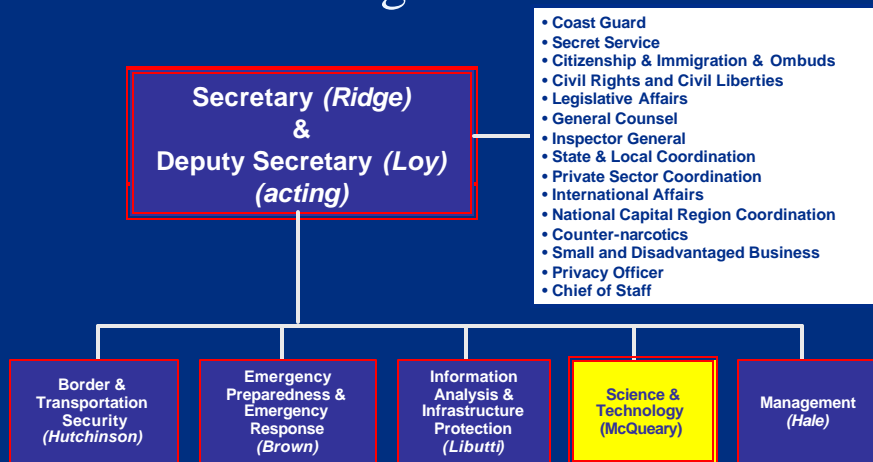 Secretary (Ridge)
&
Deputy Secretary (Loy)
(acting)
• Coast Guard
• Secret Service
• Citizenship & Immigration & Ombuds
• Civil Rights and Civil Liberties
• Legislative Affairs
• General Counsel
• Inspector General
• State & Local Coordination
• Private Sector Coordination
• International Affairs
• National Capital Region Coordination
• Counter-narcotics
• Small and Disadvantaged Business
• Privacy Officer
• Chief of Staff
Border &
Transportation
Security
(Hutchinson)
Emergency
Preparedness &
Emergency
Response
(Brown)
Information
Analysis &
Infrastructure
Protection
(Libutti)
Science &
Technology
(McQueary)
Management
(Hale)